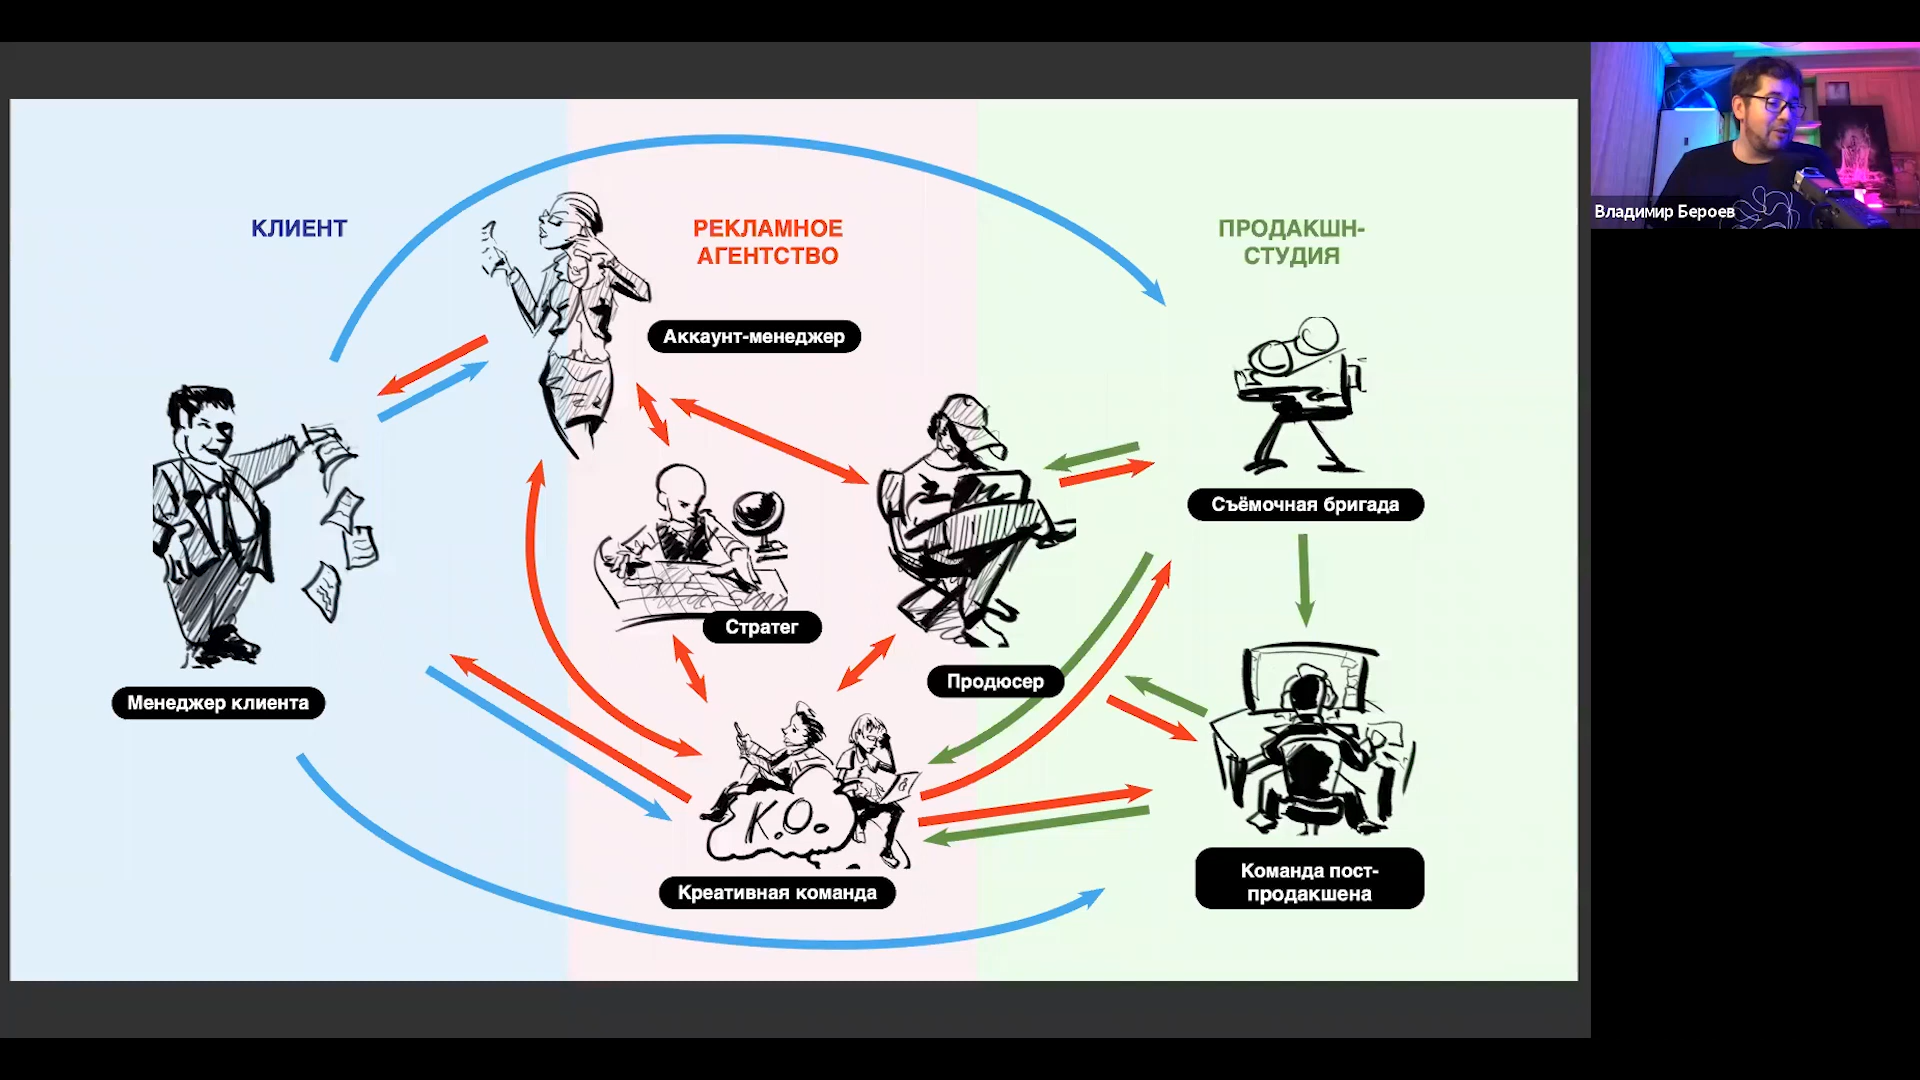 КЛИЕНТ
РЕКЛАМНОЕ
АГЕНТСТВО
ПРОДАКШН-
СТУДИЯ
Владимир Бероев
Аккаунт-менеджер
Съёмочная бригада
Стратег
Продюсер
Менеджер клиента
К.О.
Креативная команда
Команда пост-
продакшена